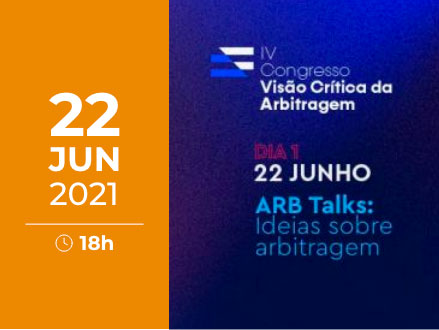 22
JUN
2021
18h
IV
Congresso
Visão Crítica da
Arbitragem
DIA 1
22 JUNHO
ARB Talks:
Ideias sobre
arbitragem